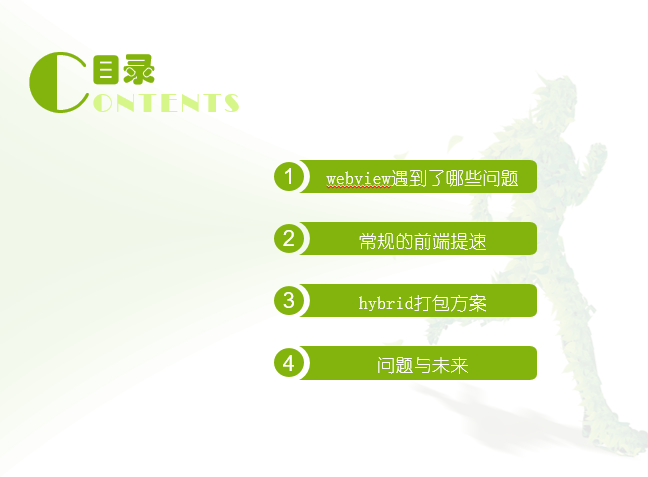 目录
CONTENTS
1 webview遇到了哪些问题
2 常规的前端提速
3 hybrid打包方案
4 问题与未来